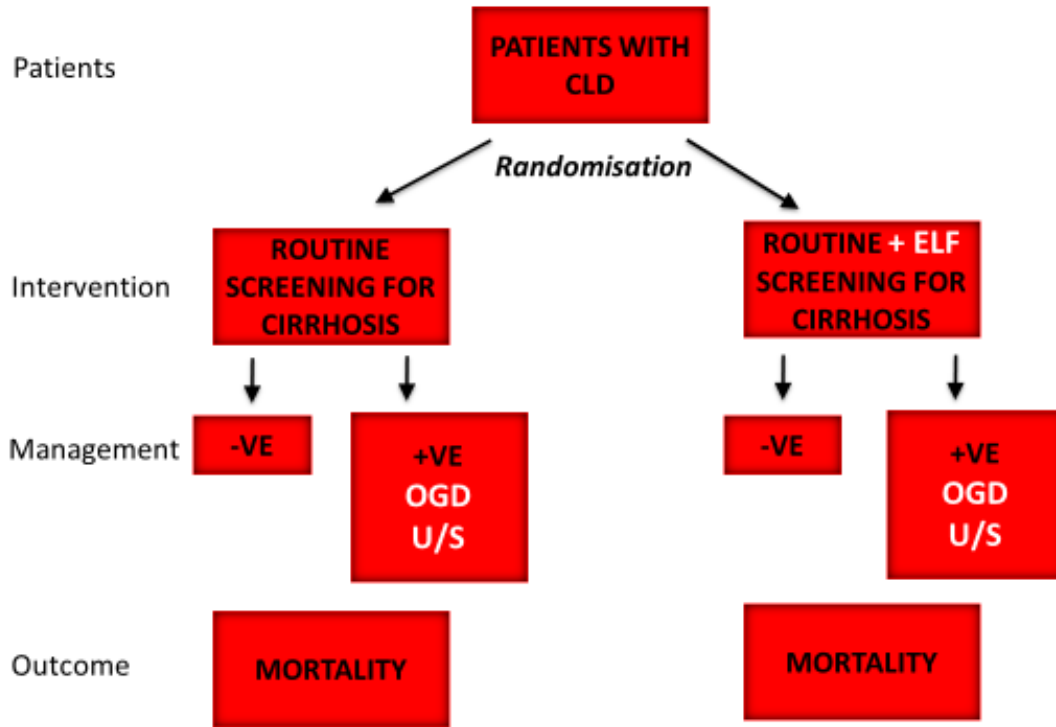 Patients
PATIENTS WITH
CLD
Randomisation
Intervention
ROUTINE
SCREENING FOR
CIRRHOSIS
ROUTINE + ELF
SCREENING FOR
CIRRHOSIS
Management
-VE
+VE
OGD
U/S
-VE
+VE
OGD
U/S
Outcome
MORTALITY
MORTALITY